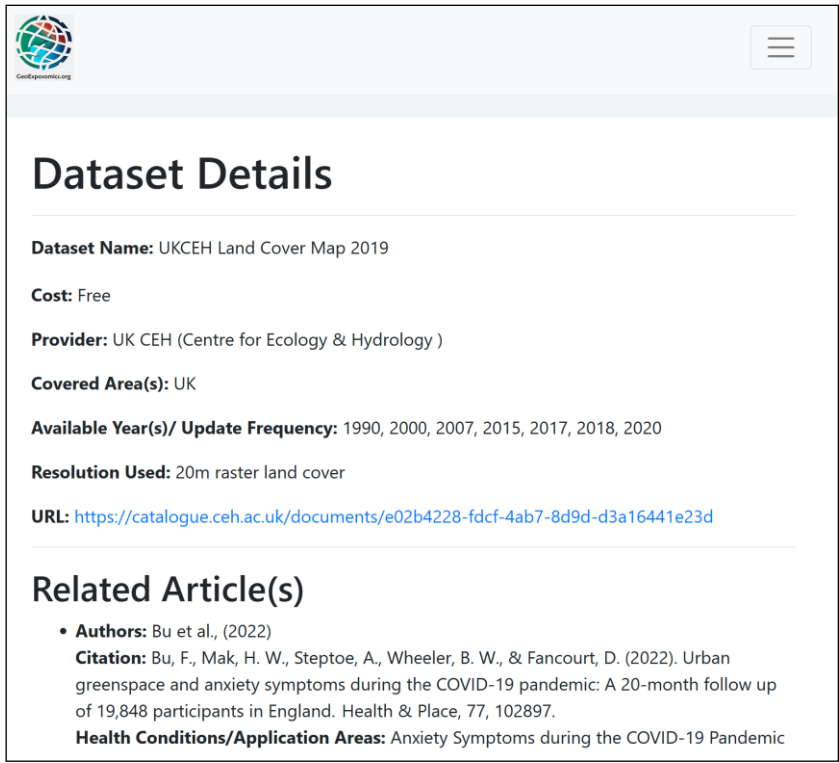 GeoExposomics.org
Dataset Details
Dataset Name: UKCEH Land Cover Map 2019
Cost: Free
Provider: UK CEH (Centre for Ecology & Hydrology )
Covered Area(s): UK
Available Year(s)/ Update Frequency: 1990, 2000, 2007, 2015, 2017, 2018, 2020
Resolution Used: 20m raster land cover
URL: https://catalogue.ceh.ac.uk/documents/e02b4228-fdcf-4ab7-8d9d-d3a16441e23d
Related Article(s)
• Authors: Bu et al., (2022)
Citation: Bu, F., Mak, H. W., Steptoe, A., Wheeler, B. W., & Fancourt, D. (2022). Urban
greenspace and anxiety symptoms during the COVID-19 pandemic: A 20-month follow up
of 19,848 participants in England. Health & Place, 77, 102897.
Health Conditions/Application Areas: Anxiety Symptoms during the COVID-19 Pandemic